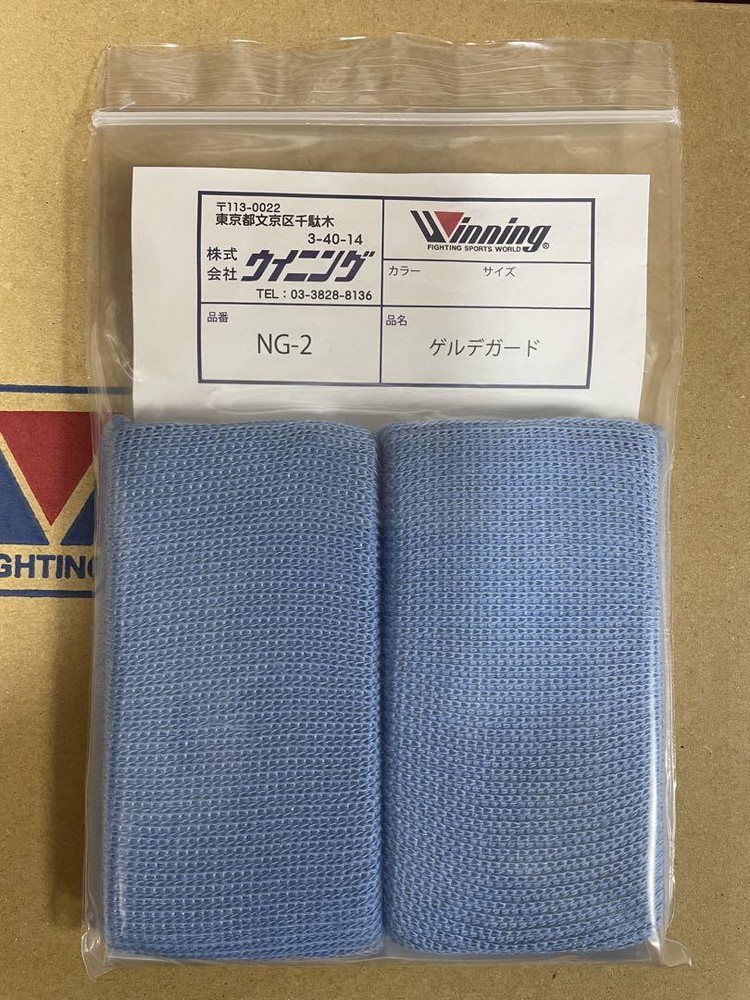 〒113-0022
東京都文京区千駄木
3-40-14
株式
会社 ウイニング
TEL：03-3828-8136
Winning®
FIGHTING SPORTS WORLD
カラー サイズ
品番
NG-2
品名
ゲルデガード